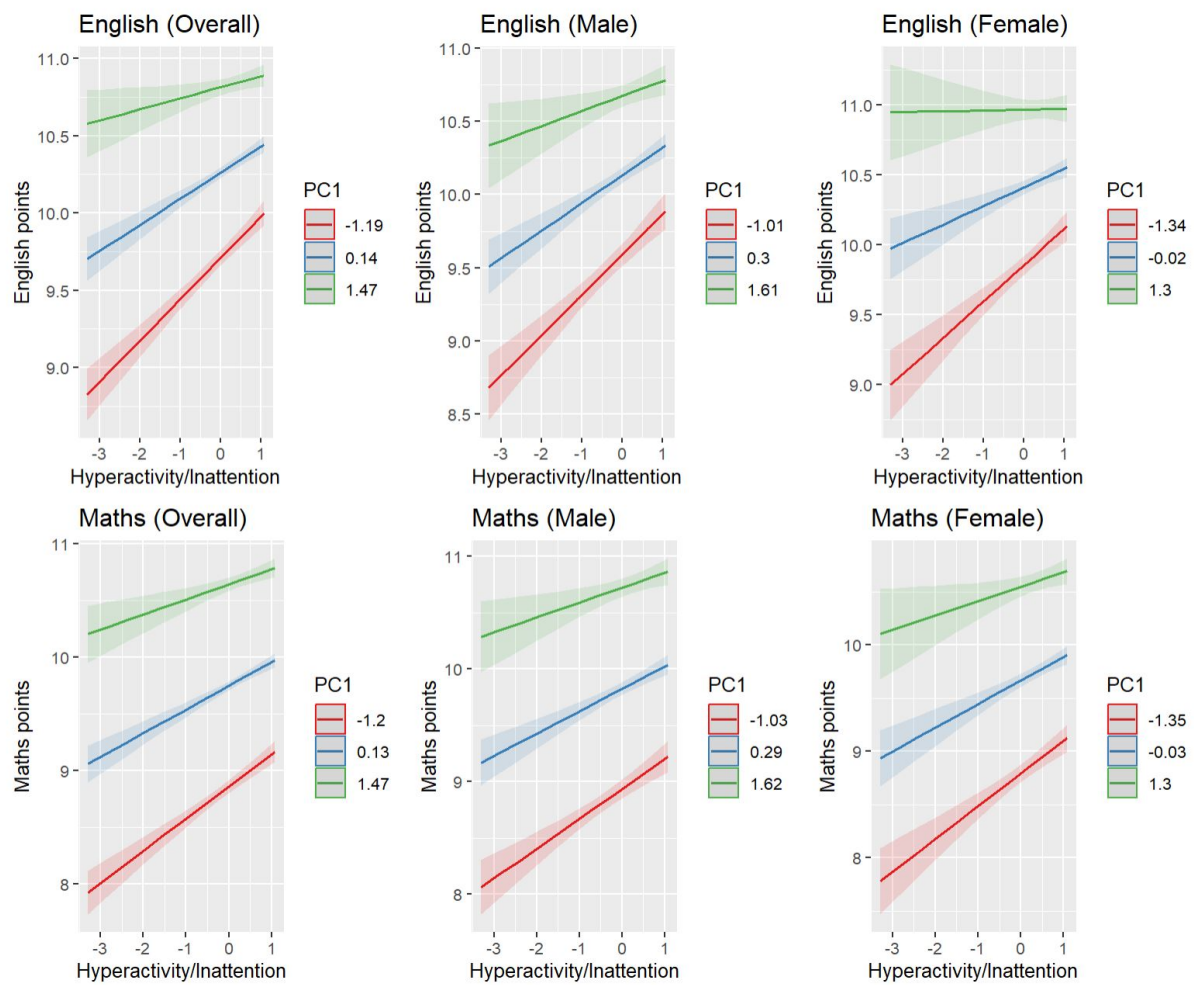 English (Overall)
11.0
10.5
10.0
9.5
9.0
English points
-3 -2 -1 0 1
Hyperactivity/Inattention
PC1
-1.19
0.14
1.47
English (Male)
11.0
10.5
10.0
9.5
9.0
8.5
English points
-3 -2 -1 0 1
Hyperactivity/Inattention
PC1
-1.01
0.3
1.61
English (Female)
11.0
10.5
10.0
9.5
9.0
English points
-3 -2 -1 0 1
Hyperactivity/Inattention
PC1
-1.34
-0.02
1.3
Maths (Overall)
11
10
9
8
Maths points
-3 -2 -1 0 1
Hyperactivity/Inattention
PC1
-1.2
0.13
1.47
Maths (Male)
11
10
9
8
Maths points
-3 -2 -1 0 1
Hyperactivity/Inattention
PC1
-1.03
0.29
1.62
Maths (Female)
10
9
8
Maths points
-3 -2 -1 0 1
Hyperactivity/Inattention
PC1
-1.35
-0.03
1.3